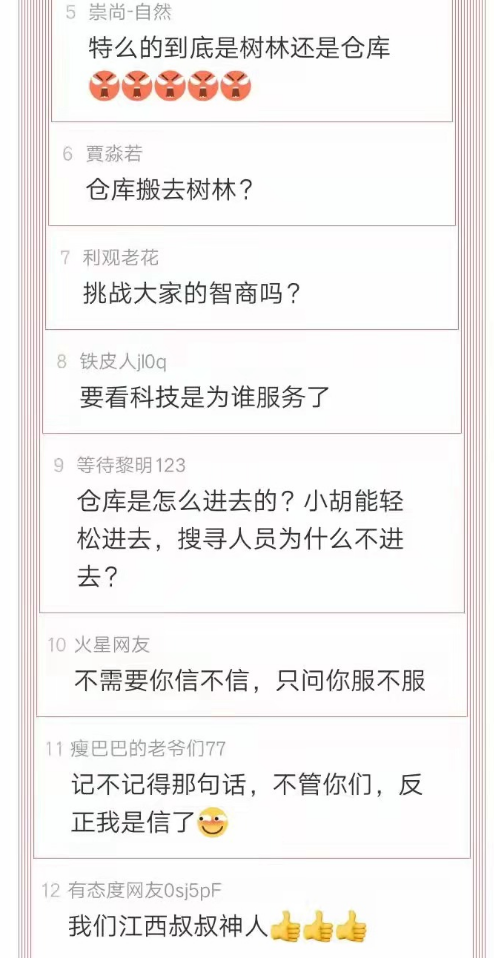 5 崇尚-自然
特么的到底是树林还是仓库
😡😡😡😡😡
6 賈淼若
仓库搬去树林？
7 利观老花
挑战大家的智商吗？
8 铁皮人jl0q
要看科技是为谁服务了
9 等待黎明123
仓库是怎么进去的？小胡能轻
松进去，搜寻人员为什么不进
去？
10 火星网友
不需要你信不信，只问你服不服
11 瘦巴巴的老爷们77
记不记得那句话，不管你们，反
正我是信了
12 有态度网友0sj5pF
我们江西叔叔神人👍👍👍